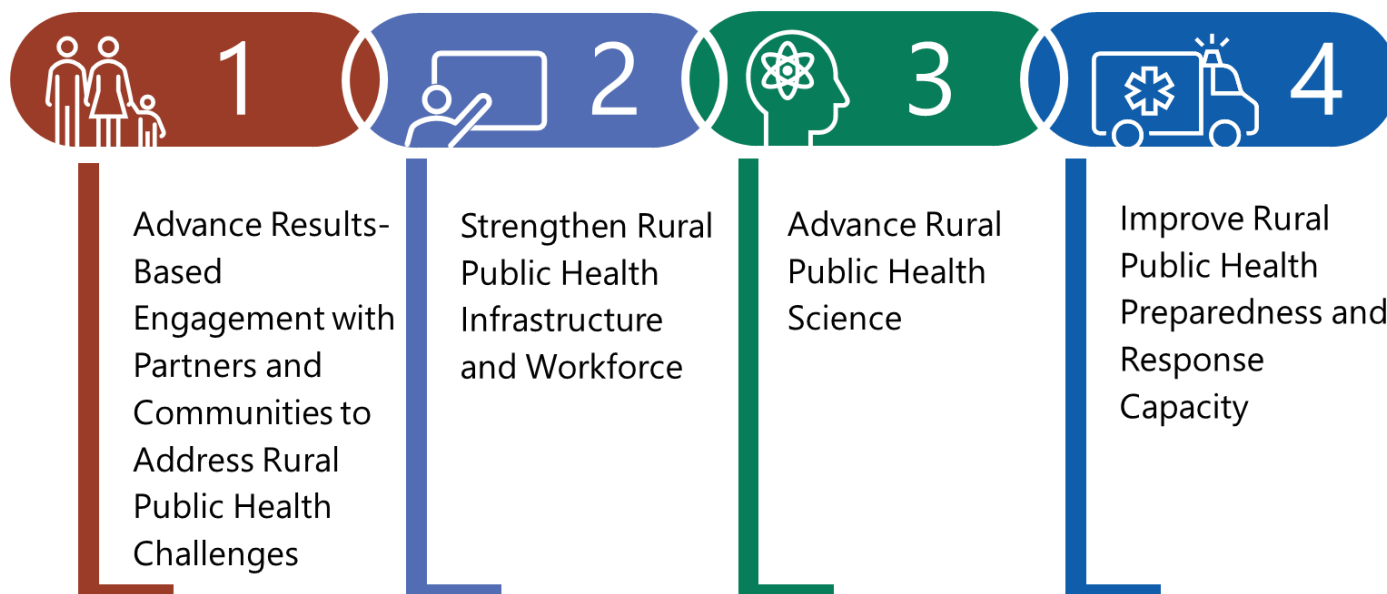 1
2
3
4
Advance Results-
Based
Engagement with
Partners and
Communities to
Address Rural
Public Health
Challenges
Strengthen Rural
Public Health
Infrastructure
and Workforce
Advance Rural
Public Health
Science
Improve Rural
Public Health
Preparedness and
Response
Capacity